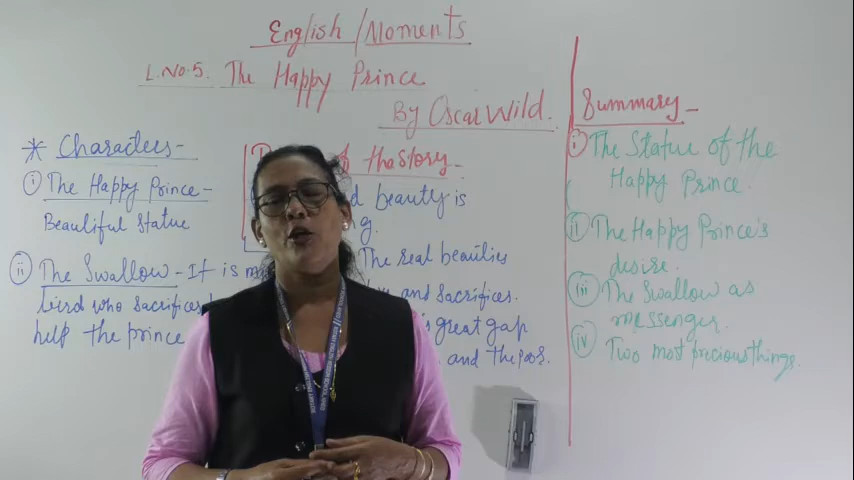 English / Moments
L.No.5. The Happy Prince
By Oscar Wild.
* Characters-
i) The Happy Prince-
Beautiful Statue
ii) The Swallow - It is
bird who sacrifices
help the prince
of the Story-
beauty is
The real beauties
and sacrifices.
great gap
and the poor.
Summary-
i) The Statue of the
Happy Prince.
ii) The Happy Prince's
desire.
iii) The Swallow as
messenger.
iv) Two most precious things.